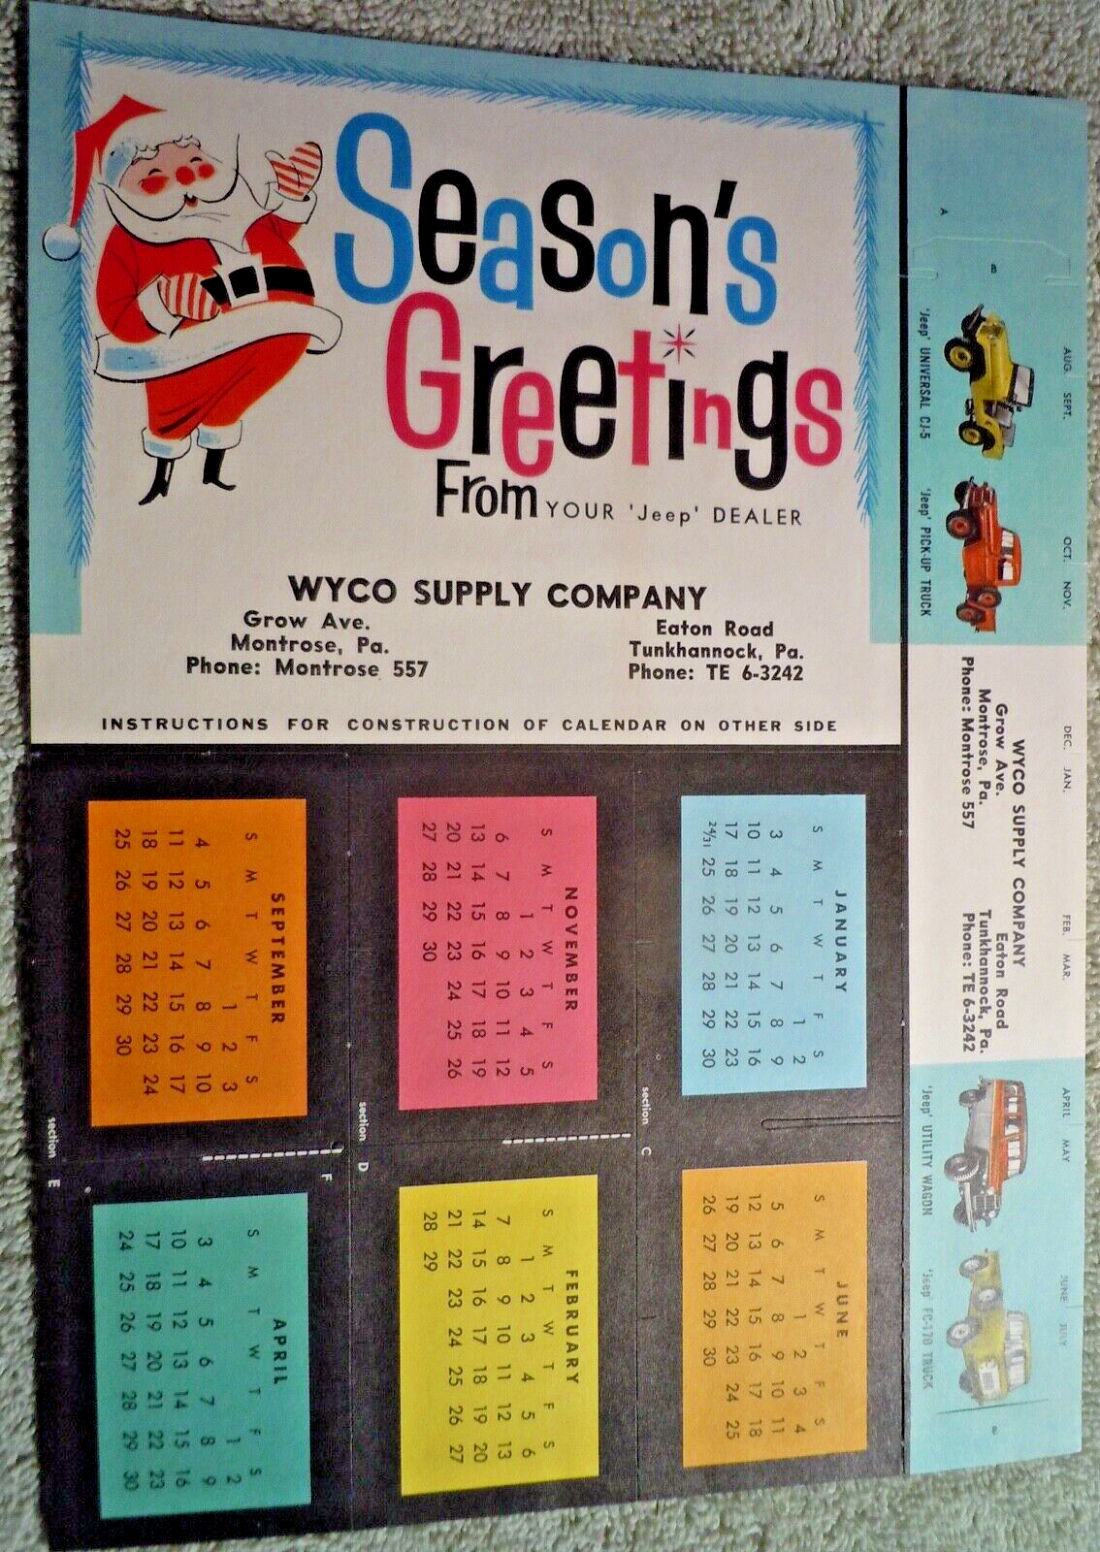 Season's
Greetings
From YOUR 'Jeep' DEALER
WYCO SUPPLY COMPANY
Grow Ave.
Montrose, Pa.
Phone: Montrose 557
Eaton Road
Tunkhannock, Pa.
Phone: TE 6-3242
INSTRUCTIONS FOR CONSTRUCTION OF CALENDAR ON OTHER SIDE
A
B
AUG. SEPT. OCT. NOV. DEC. JAN. FEB. MAR. APRIL MAY JUNE JULY
'Jeep' UNIVERSAL CJ-5
'Jeep' PICK-UP TRUCK
WYCO SUPPLY COMPANY
Grow Ave.
Montrose, Pa.
Phone: Montrose 557
Eaton Road
Tunkhannock, Pa.
Phone: TE 6-3242
'Jeep' UTILITY WAGON
'Jeep' FC-170 TRUCK
JANUARY
S M T W T F S
1 2
3 4 5 6 7 8 9
10 11 12 13 14 15 16
17 18 19 20 21 22 23
24/31 25 26 27 28 29 30
section C
JUNE
S M T W T F S
1 2 3 4
5 6 7 8 9 10 11
12 13 14 15 16 17 18
19 20 21 22 23 24 25
26 27 28 29 30
NOVEMBER
S M T W T F S
1 2 3 4 5
6 7 8 9 10 11 12
13 14 15 16 17 18 19
20 21 22 23 24 25 26
27 28 29 30
section D
FEBRUARY
S M T W T F S
1 2 3 4 5 6
7 8 9 10 11 12 13
14 15 16 17 18 19 20
21 22 23 24 25 26 27
28 29
SEPTEMBER
S M T W T F S
1 2 3
4 5 6 7 8 9 10
11 12 13 14 15 16 17
18 19 20 21 22 23 24
25 26 27 28 29 30
section E
F
APRIL
S M T W T F S
1 2
3 4 5 6 7 8 9
10 11 12 13 14 15 16
17 18 19 20 21 22 23
24 25 26 27 28 29 30